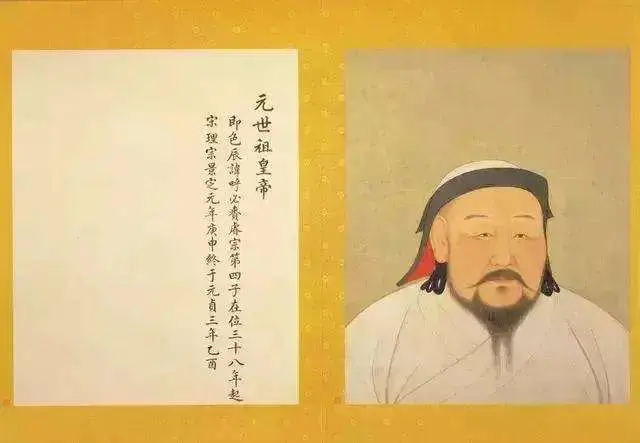 元世祖皇帝
即色辰諱呼必賚睿宗第四子在位三十八年起
宋理宗景定元年庚申終于元貞三年乙酉